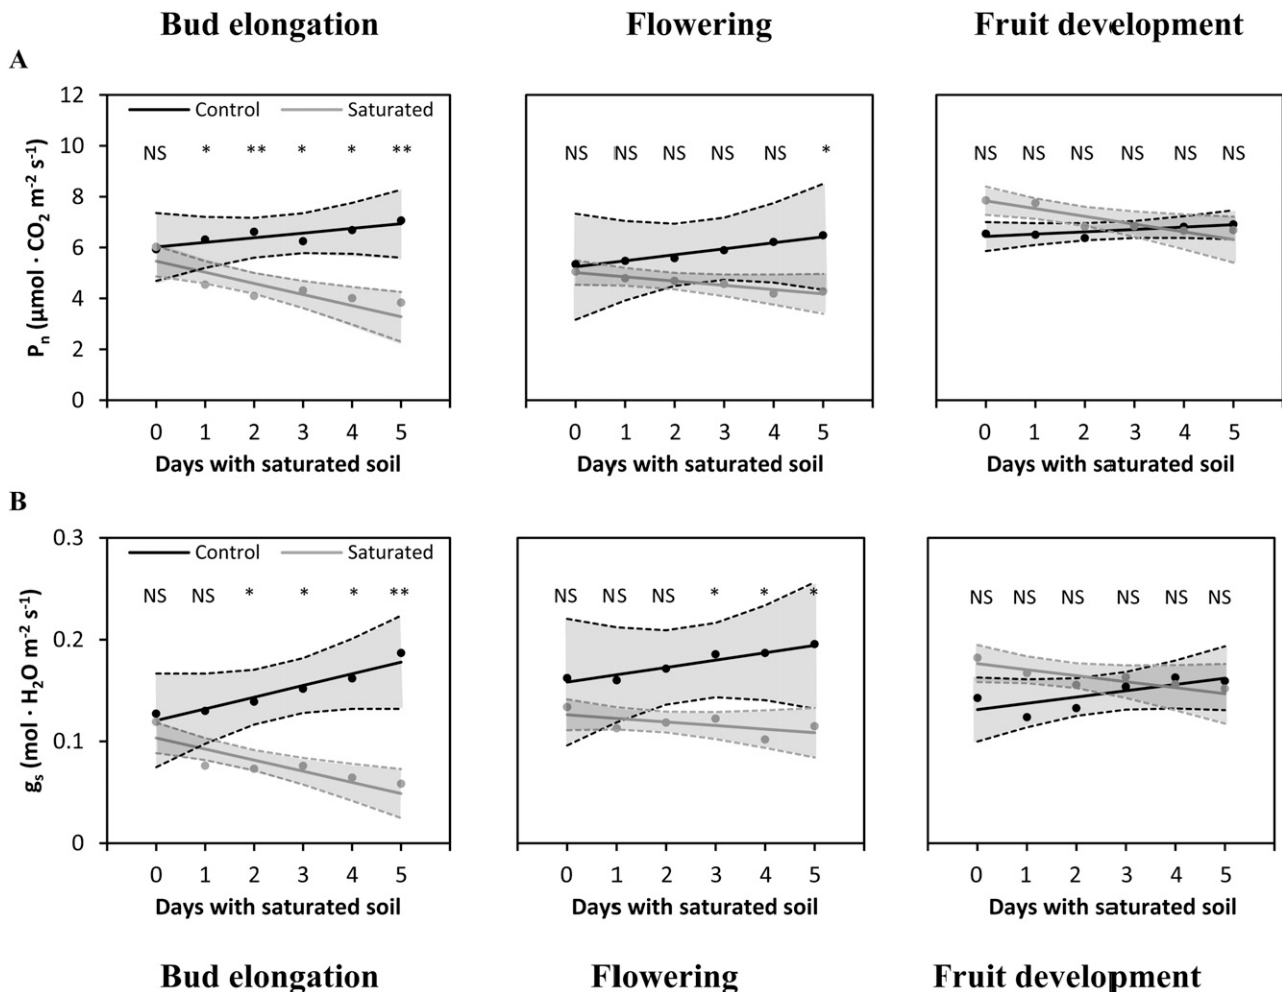 Bud elongation Flowering Fruit development
A
Control Saturated
NS * ** * * **
NS NS NS NS NS *
NS NS NS NS NS NS
12
10
8
6
4
2
0
Pₙ (µmol · CO₂ m⁻² s⁻¹)
0 1 2 3 4 5
0 1 2 3 4 5
0 1 2 3 4 5
Days with saturated soil
Days with saturated soil
Days with saturated soil
B
Control Saturated
NS NS * * * **
NS NS NS * * *
NS NS NS NS NS NS
0.3
0.2
0.1
0
gₛ (mol · H₂O m⁻² s⁻¹)
0 1 2 3 4 5
0 1 2 3 4 5
0 1 2 3 4 5
Days with saturated soil
Days with saturated soil
Days with saturated soil
Bud elongation Flowering Fruit development